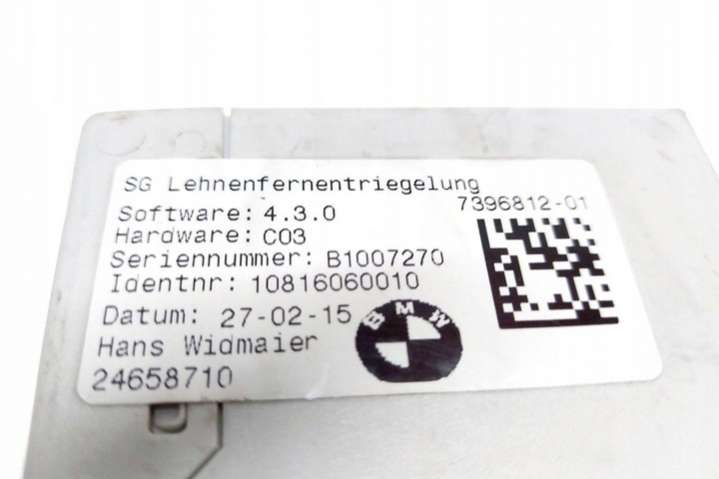 SG Lehnenfernentriegelung
7396812-01
Software: 4.3.0
Hardware: C03
Seriennummer: B1007270
Identnr: 10816060010
Datum: 27-02-15
BMW
Hans Widmaier
24658710